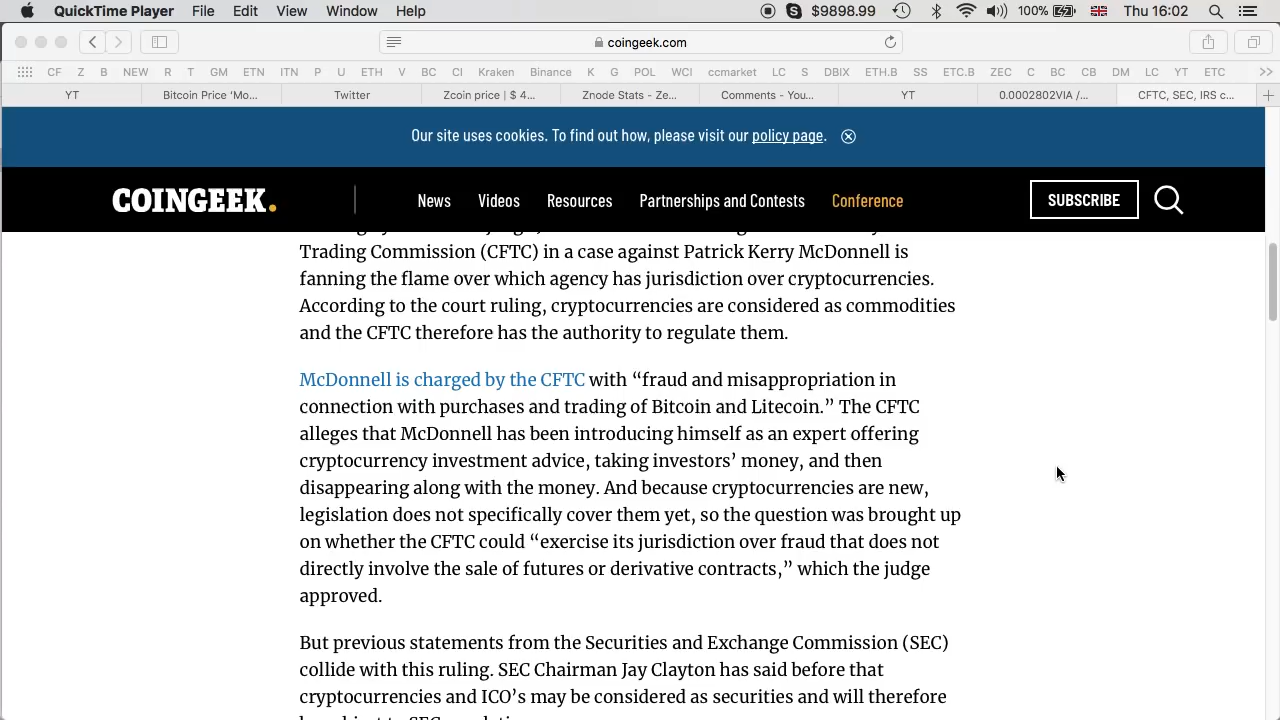 QuickTime Player File Edit View Window Help $9898.99 100% Thu 16:02
coingeek.com
CF Z B NEW R T GM ETN ITN P U ETH V BC CI Kraken Binance K G POL WCI ccmarket LC S DBIX ETH.B SS ETC.B ZEC C BC CB DM LC YT ETC >>
YT Bitcoin Price 'Mo... Twitter Zcoin price | $ 4... Znode Stats - Ze... Comments - You... YT 0.0002802VIA /... CFTC, SEC, IRS c...
Our site uses cookies. To find out how, please visit our policy page.
COINGEEK. News Videos Resources Partnerships and Contests Conference SUBSCRIBE
Trading Commission (CFTC) in a case against Patrick Kerry McDonnell is
fanning the flame over which agency has jurisdiction over cryptocurrencies.
According to the court ruling, cryptocurrencies are considered as commodities
and the CFTC therefore has the authority to regulate them.
McDonnell is charged by the CFTC with “fraud and misappropriation in
connection with purchases and trading of Bitcoin and Litecoin.” The CFTC
alleges that McDonnell has been introducing himself as an expert offering
cryptocurrency investment advice, taking investors’ money, and then
disappearing along with the money. And because cryptocurrencies are new,
legislation does not specifically cover them yet, so the question was brought up
on whether the CFTC could “exercise its jurisdiction over fraud that does not
directly involve the sale of futures or derivative contracts,” which the judge
approved.
But previous statements from the Securities and Exchange Commission (SEC)
collide with this ruling. SEC Chairman Jay Clayton has said before that
cryptocurrencies and ICO’s may be considered as securities and will therefore